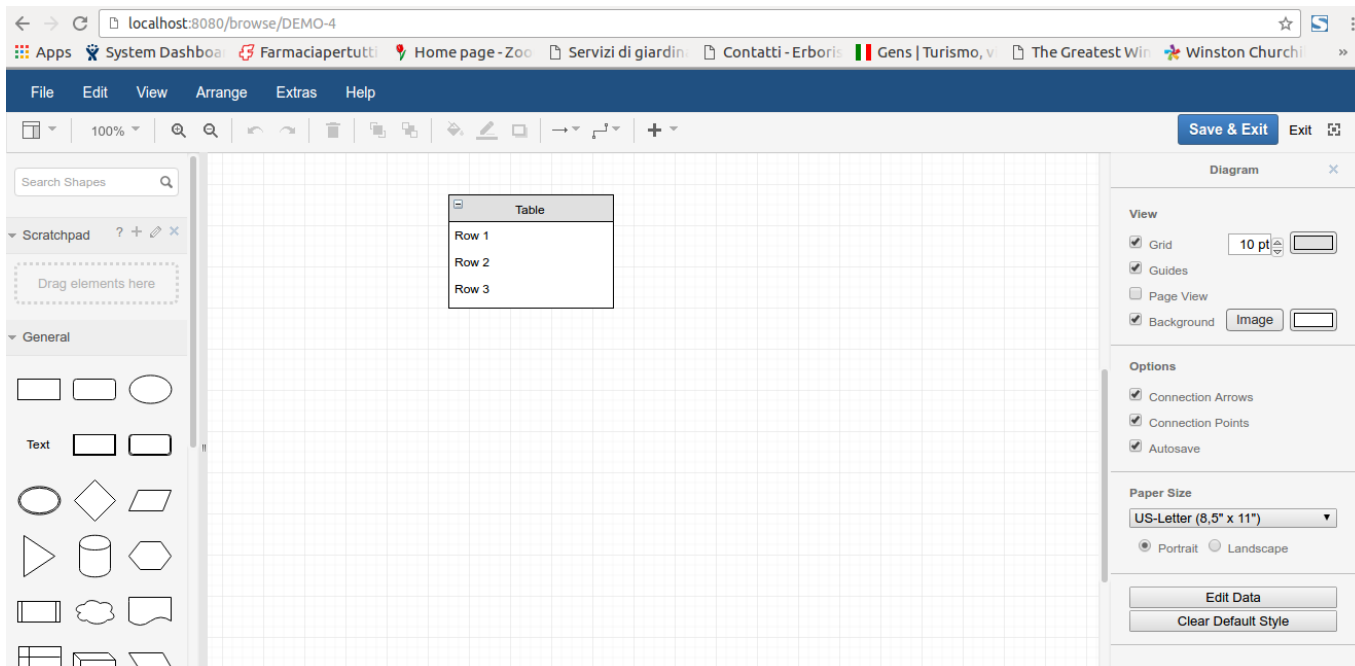 localhost:8080/browse/DEMO-4
Apps System Dashboa Farmaciapertutti Home page - Zoo Servizi di giardina Contatti - Erboris Gens | Turismo, v The Greatest Win Winston Churchi »
File Edit View Arrange Extras Help
100% Save & Exit Exit
Search Shapes
Scratchpad ?
Drag elements here
General
Text
Table
Row 1
Row 2
Row 3
Diagram
View
Grid 10 pt
Guides
Page View
Background Image
Options
Connection Arrows
Connection Points
Autosave
Paper Size
US-Letter (8,5" x 11")
Portrait Landscape
Edit Data
Clear Default Style